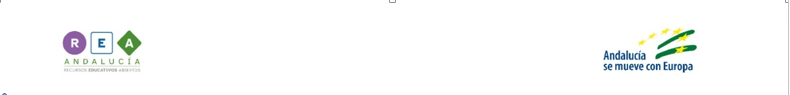 R E A
ANDALUCÍA
RECURSOS EDUCATIVOS ABIERTOS
Andalucía
se mueve con Europa